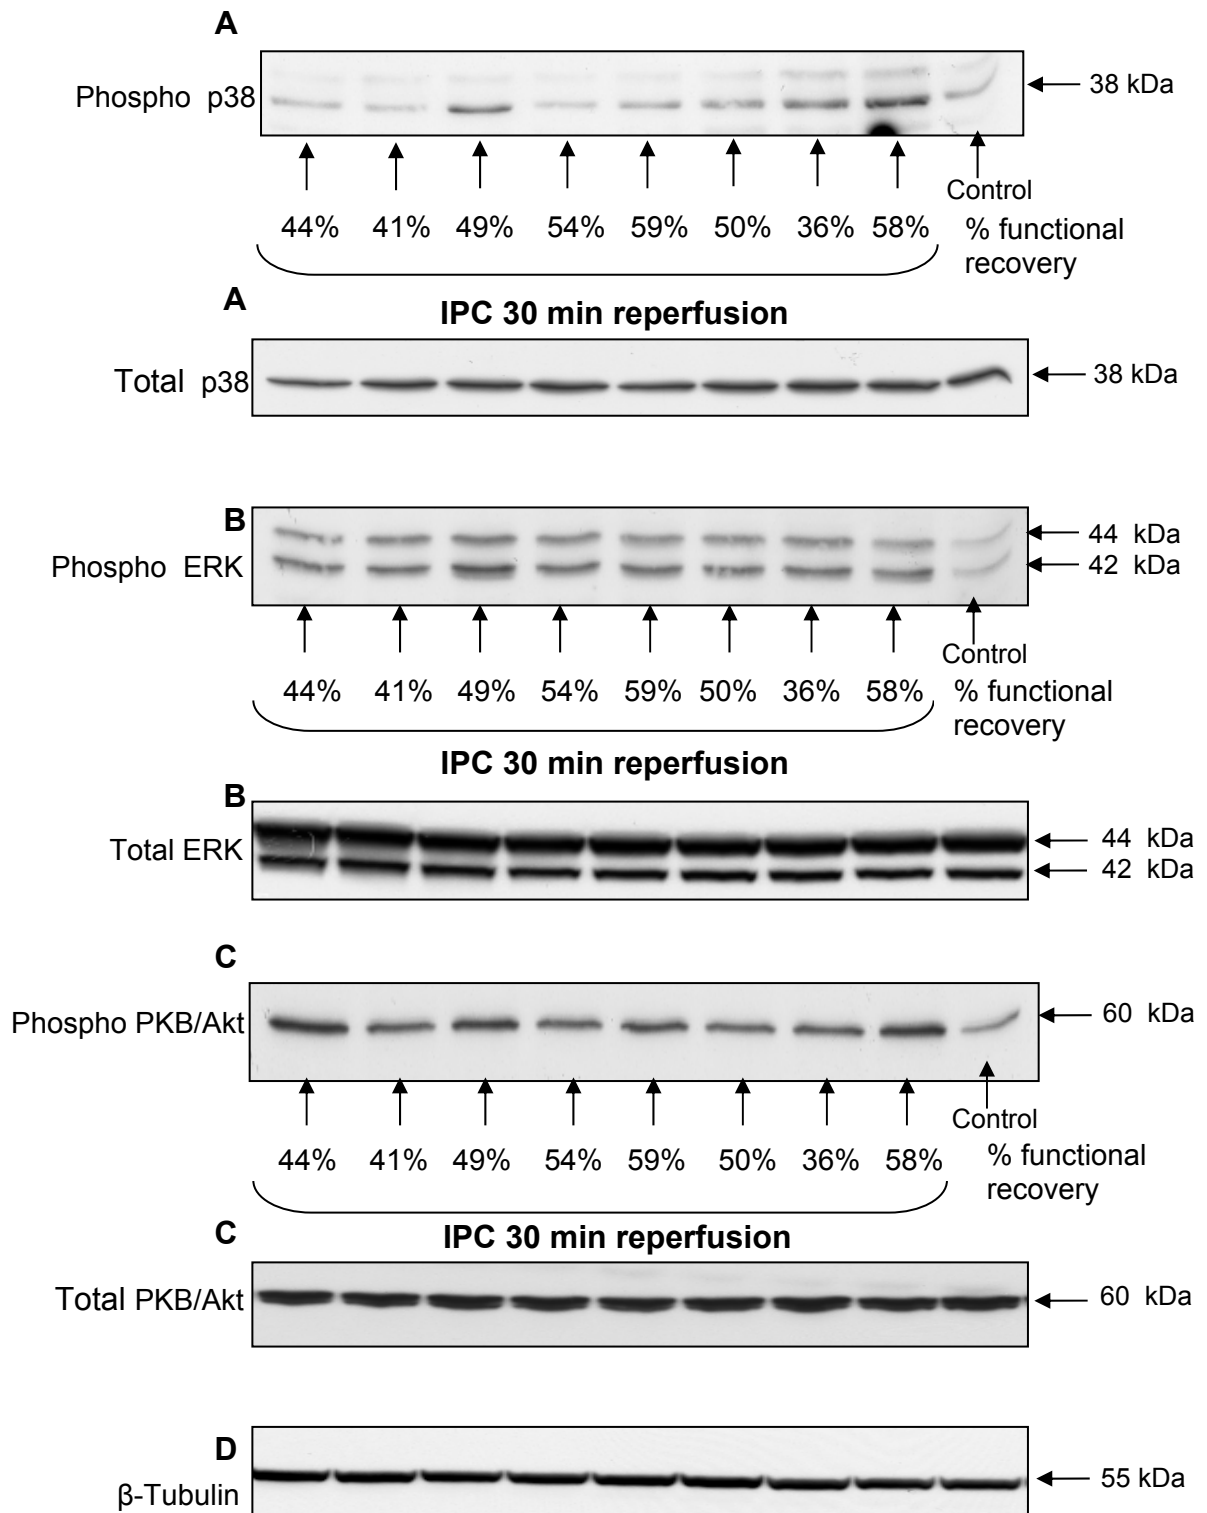 A
Phospho p38
38 kDa
Control
44% 41% 49% 54% 59% 50% 36% 58% % functional
recovery
A
IPC 30 min reperfusion
Total p38
38 kDa
B
Phospho ERK
44 kDa
42 kDa
Control
44% 41% 49% 54% 59% 50% 36% 58% % functional
recovery
IPC 30 min reperfusion
B
Total ERK
44 kDa
42 kDa
C
Phospho PKB/Akt
60 kDa
Control
44% 41% 49% 54% 59% 50% 36% 58% % functional
recovery
C
IPC 30 min reperfusion
Total PKB/Akt
60 kDa
D
β-Tubulin
55 kDa